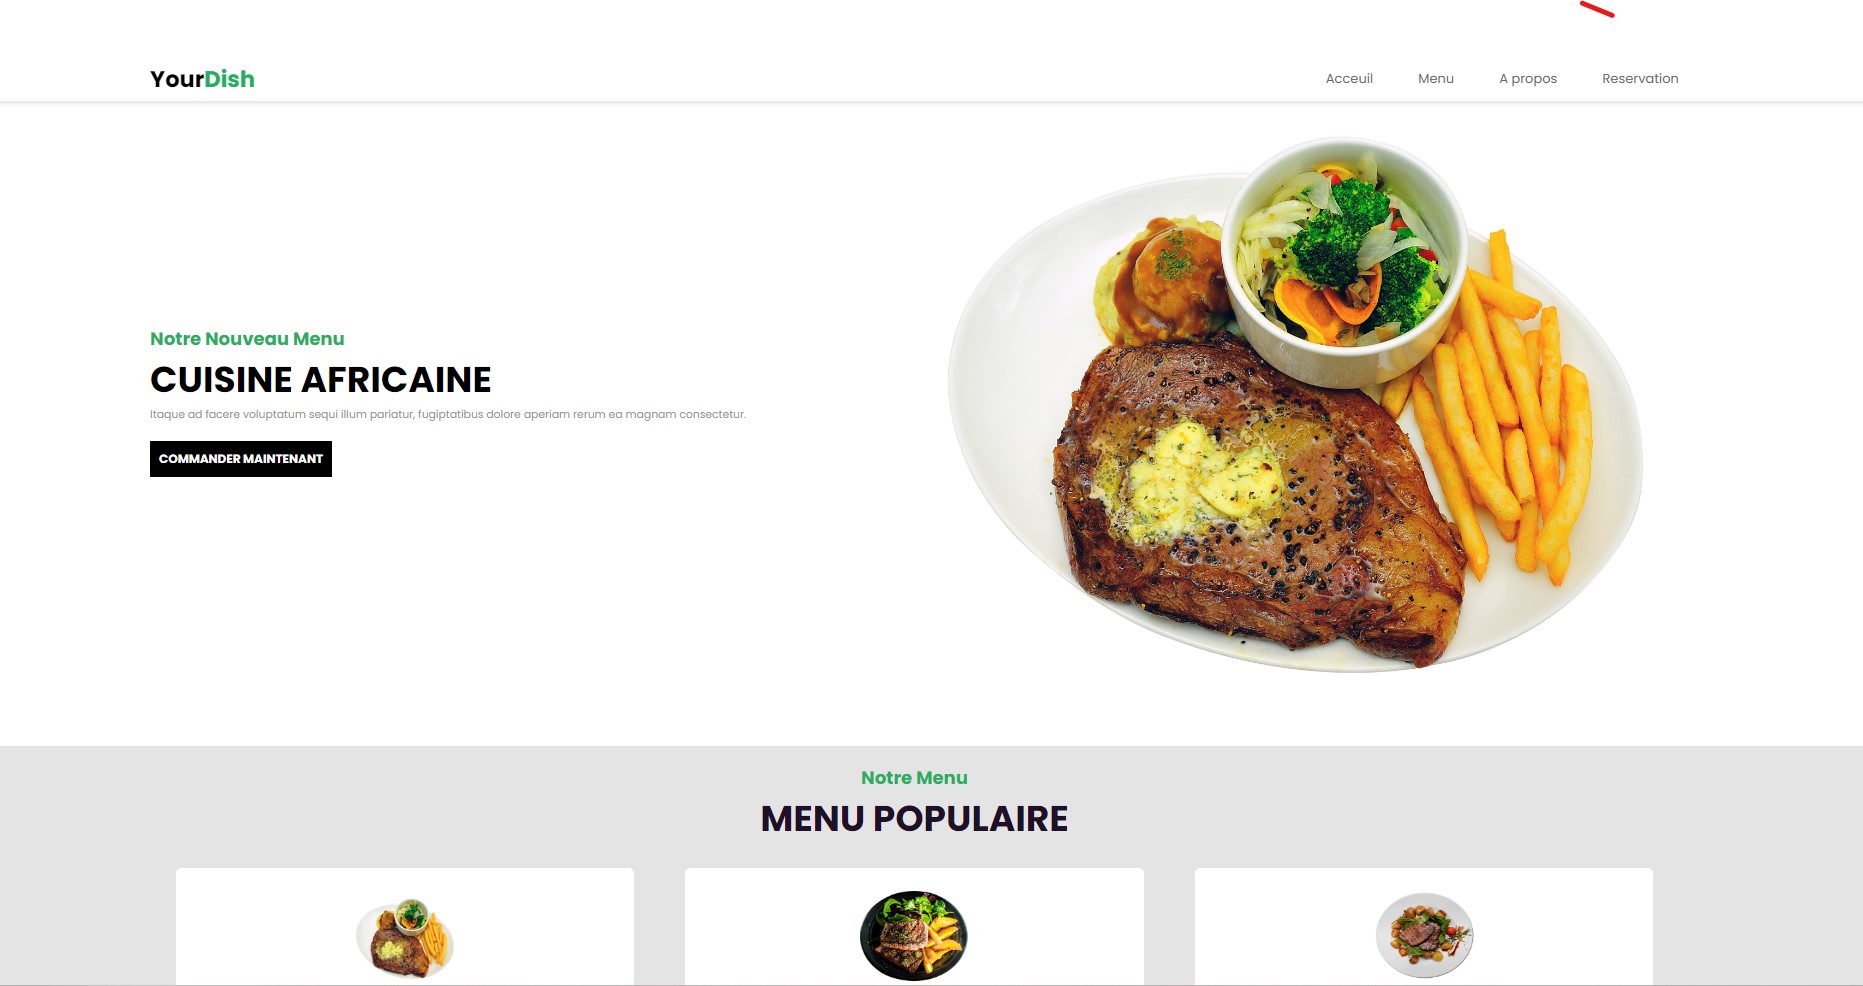 YourDish
Acceuil Menu A propos Reservation
Notre Nouveau Menu
CUISINE AFRICAINE
Itaque ad facere voluptatum sequi illum pariatur, fugiptatibus dolore aperiam rerum ea magnam consectetur.
COMMANDER MAINTENANT
Notre Menu
MENU POPULAIRE